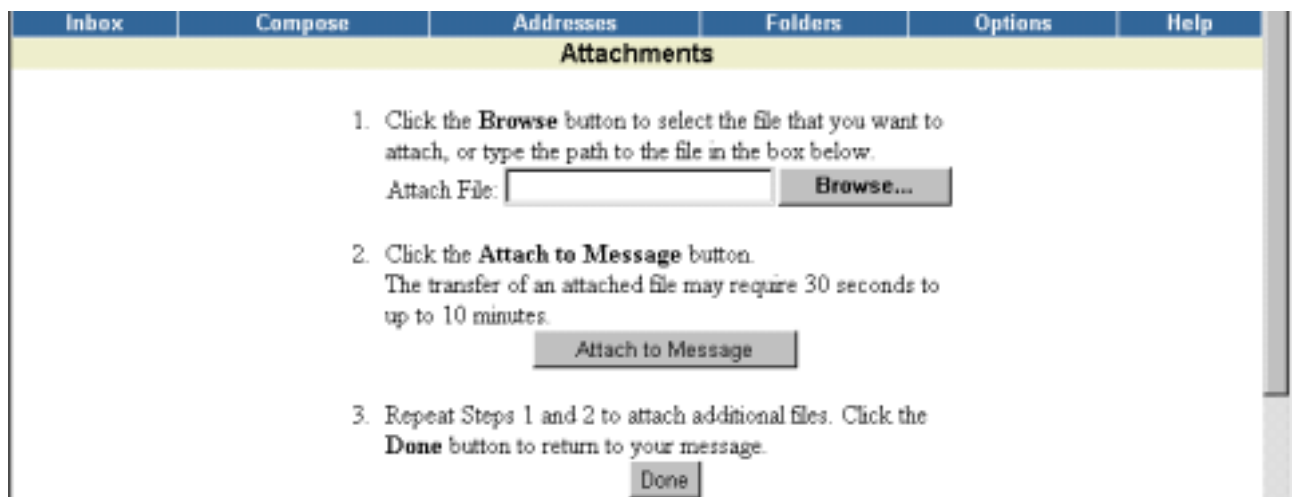 Inbox Compose Addresses Folders Options Help
Attachments
1. Click the Browse button to select the file that you want to
attach, or type the path to the file in the box below.
Attach File: Browse...
2. Click the Attach to Message button.
The transfer of an attached file may require 30 seconds to
up to 10 minutes.
Attach to Message
3. Repeat Steps 1 and 2 to attach additional files. Click the
Done button to return to your message.
Done